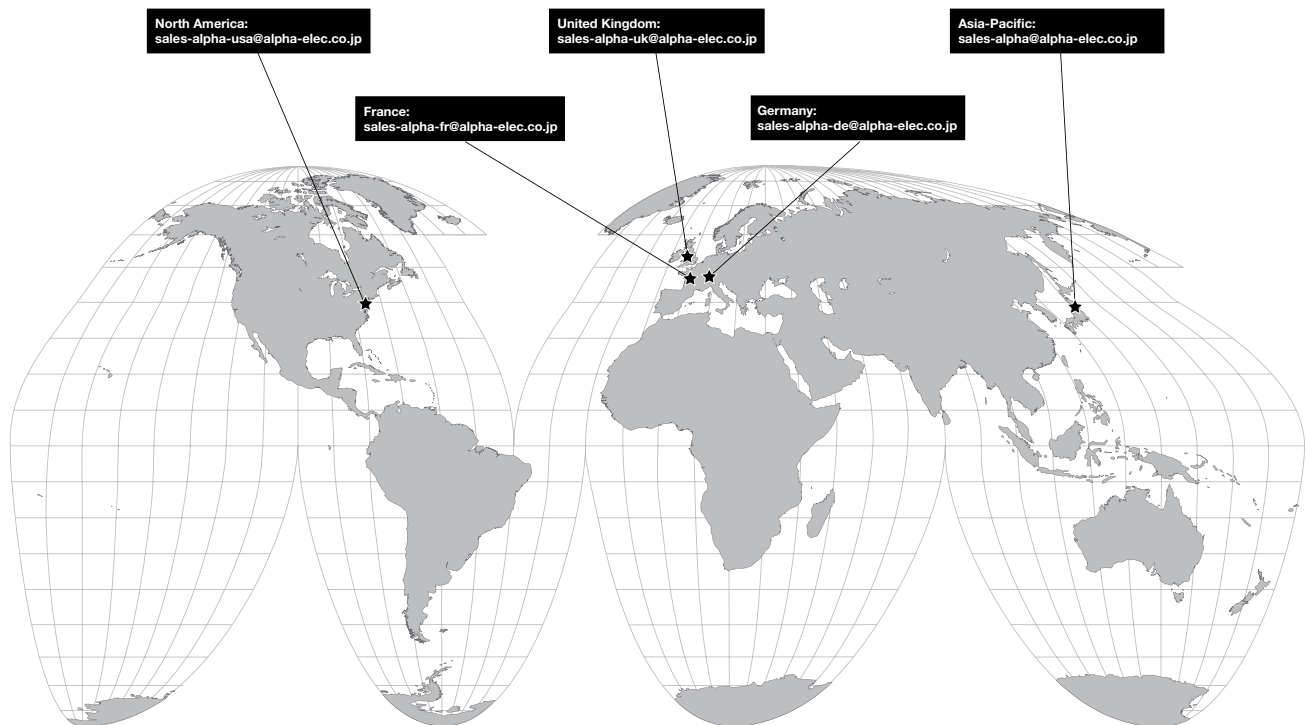 North America:
sales-alpha-usa@alpha-elec.co.jp
United Kingdom:
sales-alpha-uk@alpha-elec.co.jp
Asia-Pacific:
sales-alpha@alpha-elec.co.jp
France:
sales-alpha-fr@alpha-elec.co.jp
Germany:
sales-alpha-de@alpha-elec.co.jp